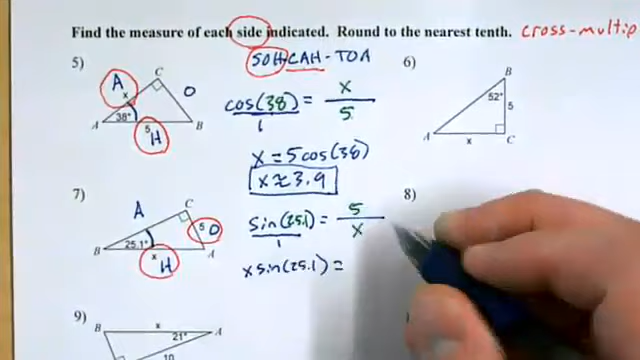 Find the measure of each side indicated. Round to the nearest tenth. cross-multip
5) SOH-CAH-TOA 6)
A C O B
x cos(38) = x/5 52°
38° 1 5
A B
5 H x = 5cos(38) A x C
x ≈ 3.9
7) 8)
C sin(25.1) = 5/x
A 5 O 1
25.1°
B x A x sin(25.1) =
H
9) B x A
21°
10